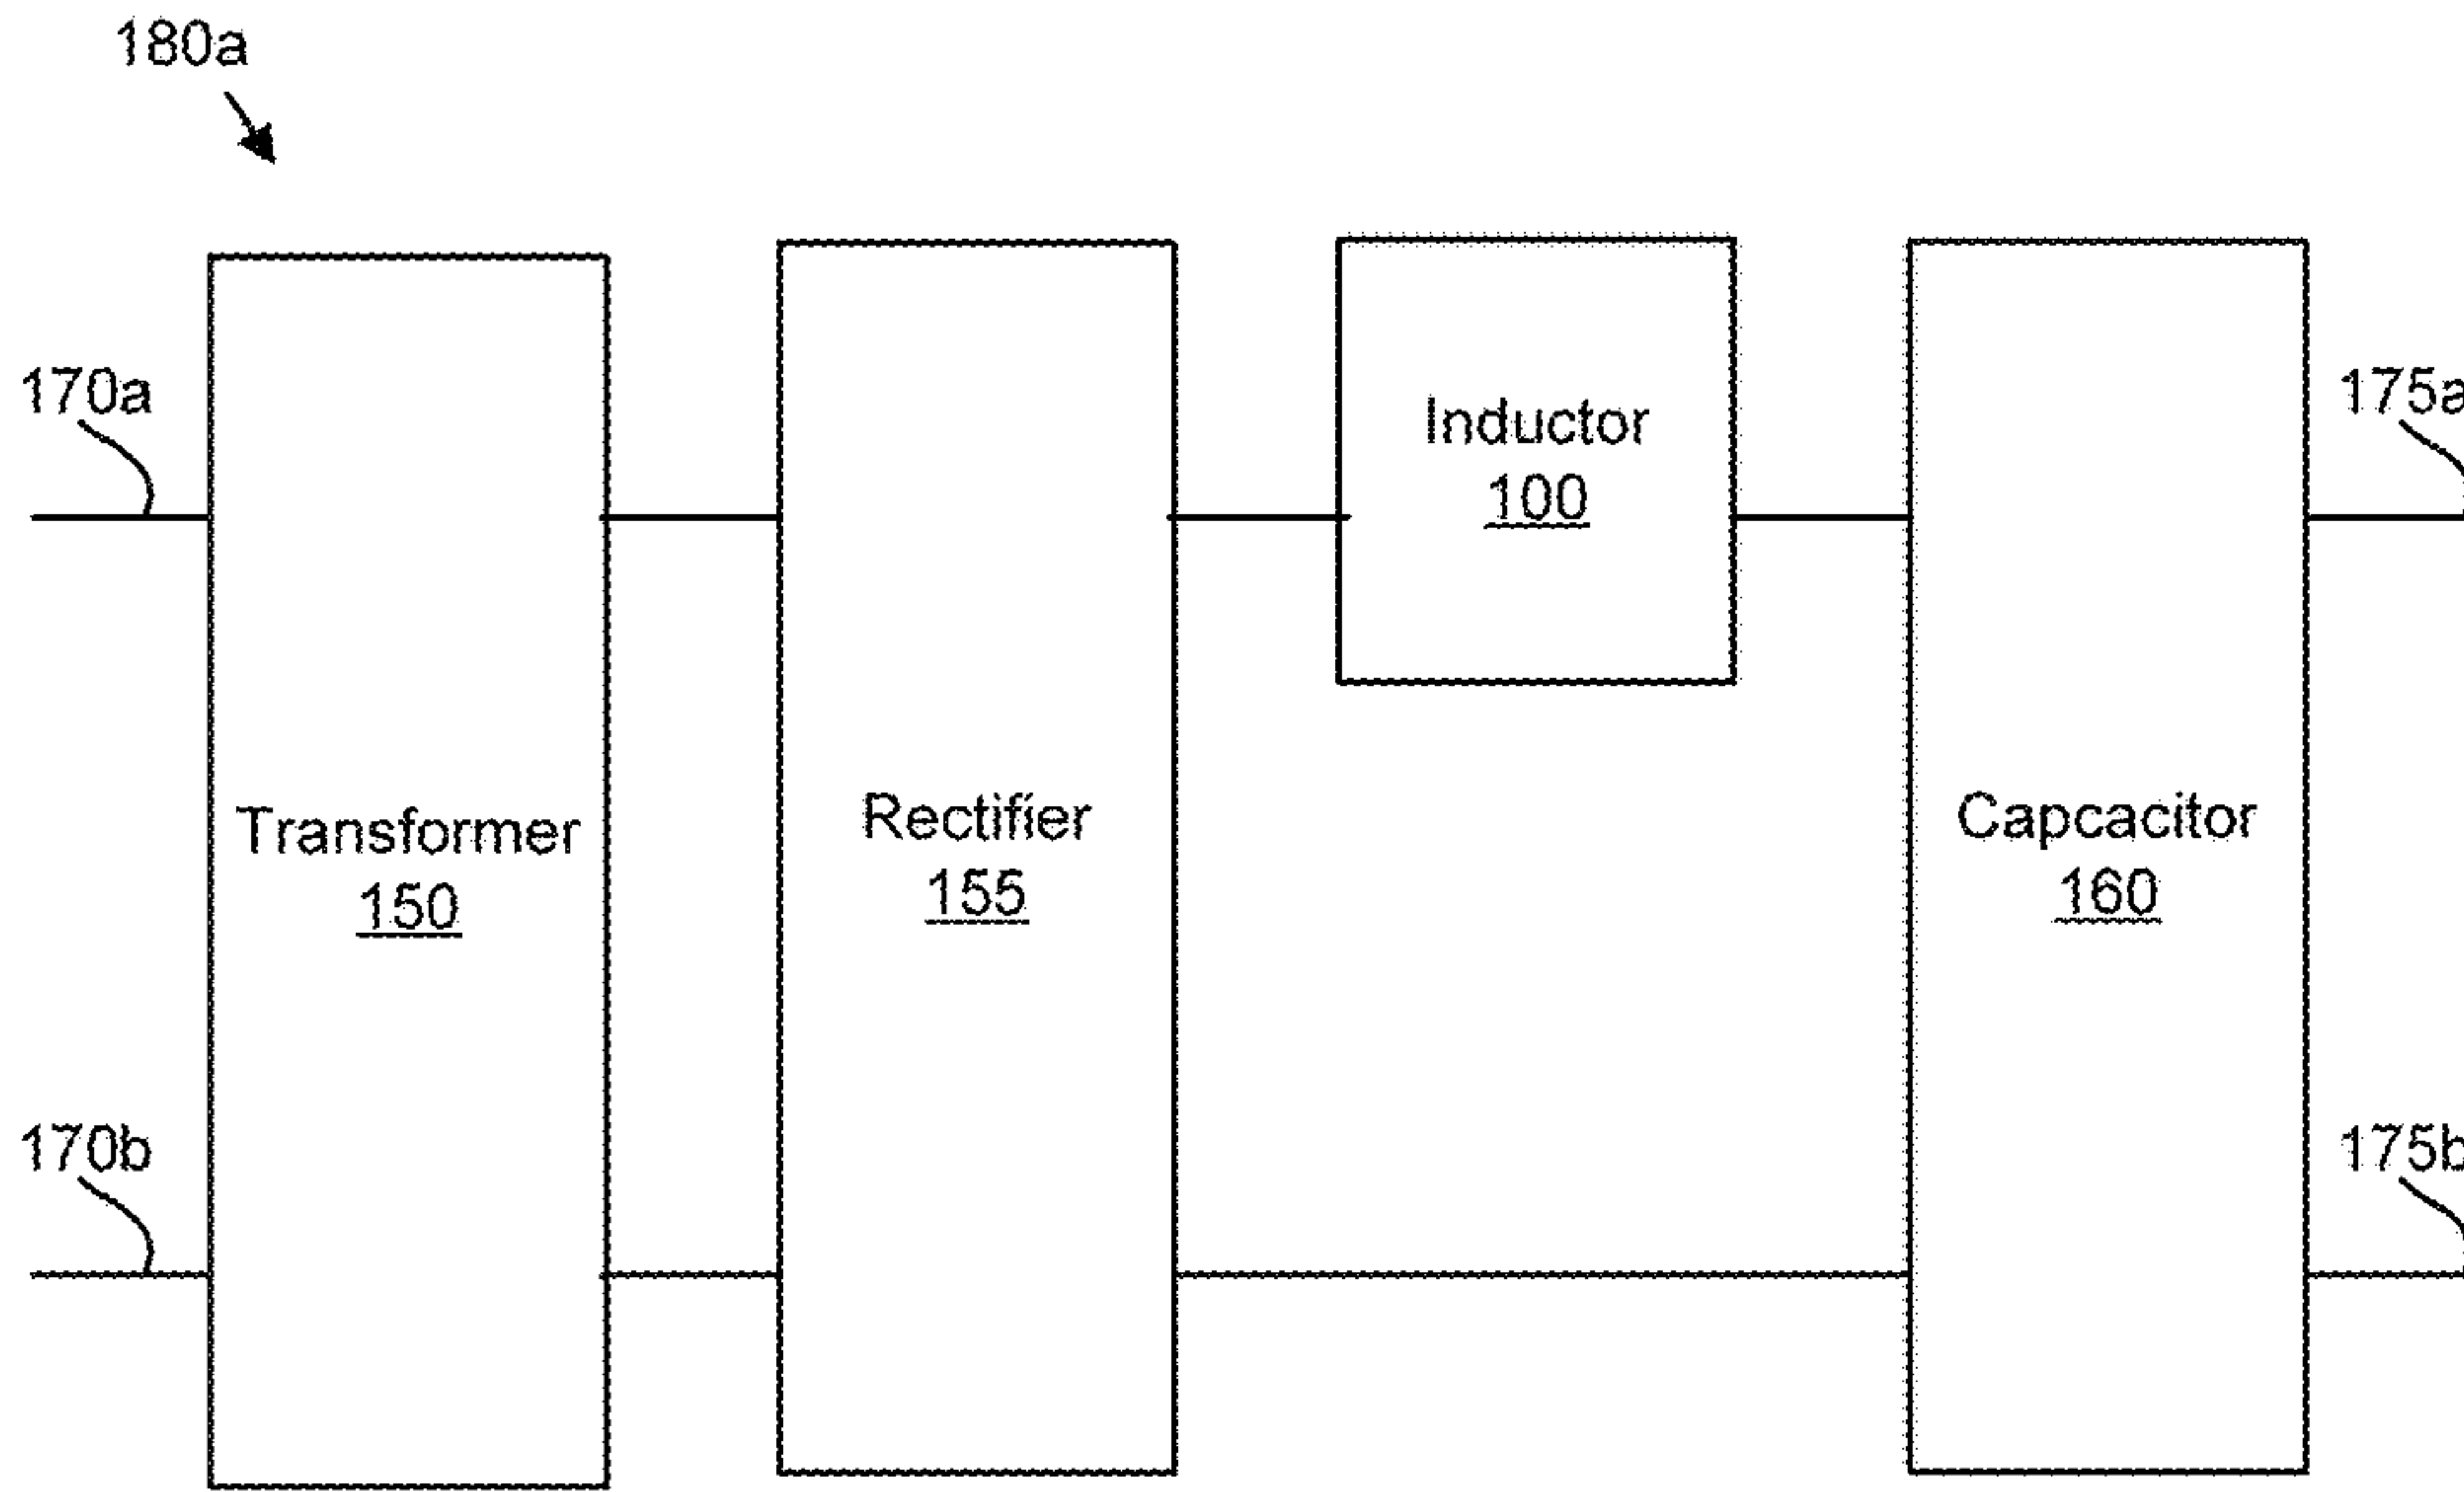 180a
170a
175a
Inductor
100
Transformer
150
Rectifier
155
Capcacitor
160
170b
175b